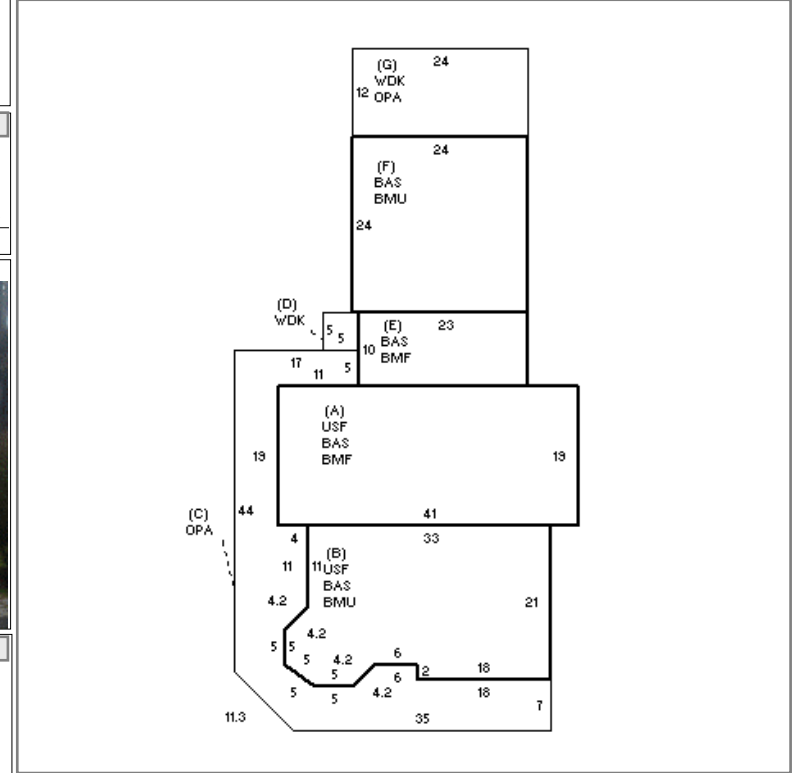 (G)
24
WDK
12
OPA
24
(F)
BAS
BMU
24
(D)
WDK
5
5
(E)
23
BAS
10
BMF
17
11
5
(A)
USF
BAS
BMF
19
19
41
(C)
OPA
44
4
33
11
11
(B)
USF
BAS
BMU
4.2
21
4.2
5
5
5
4.2
5
6
6
2
18
5
5
4.2
18
7
11.3
35